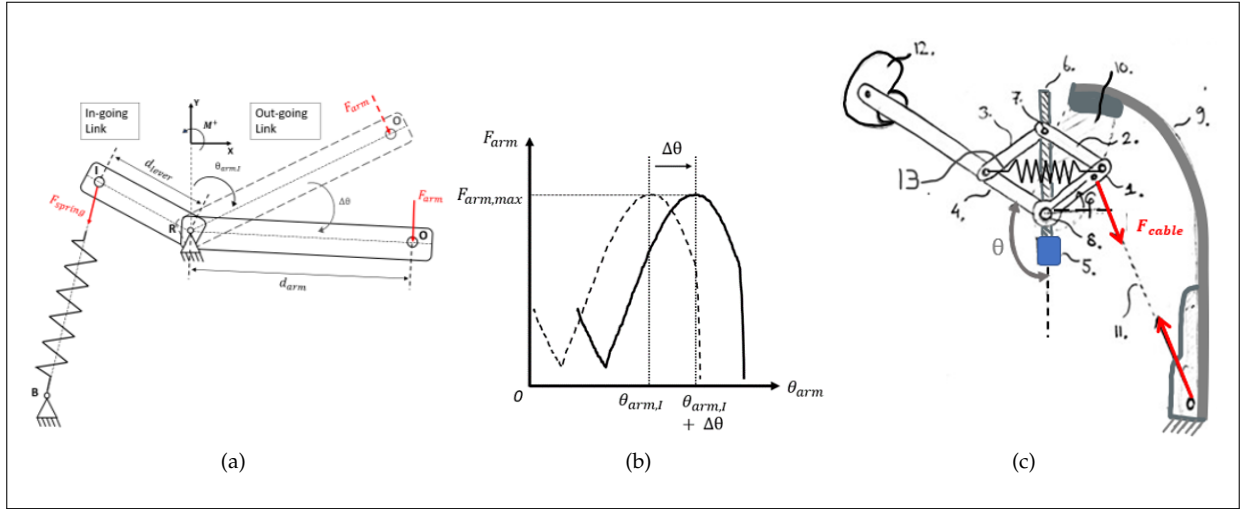 In-going
Link
Out-going
Link
Y
M⁺
X
F_arm
O
θ_arm,I
Δθ
I
d_lever
F_spring
R
F_arm
O
d_arm
B
F_arm
F_arm,max
Δθ
0
θ_arm,I
θ_arm,I
+ Δθ
θ_arm
12.
6.
10.
7.
9.
3.
2.
13
4.
1.
8.
F_cable
θ
5.
11.
(a)
(b)
(c)